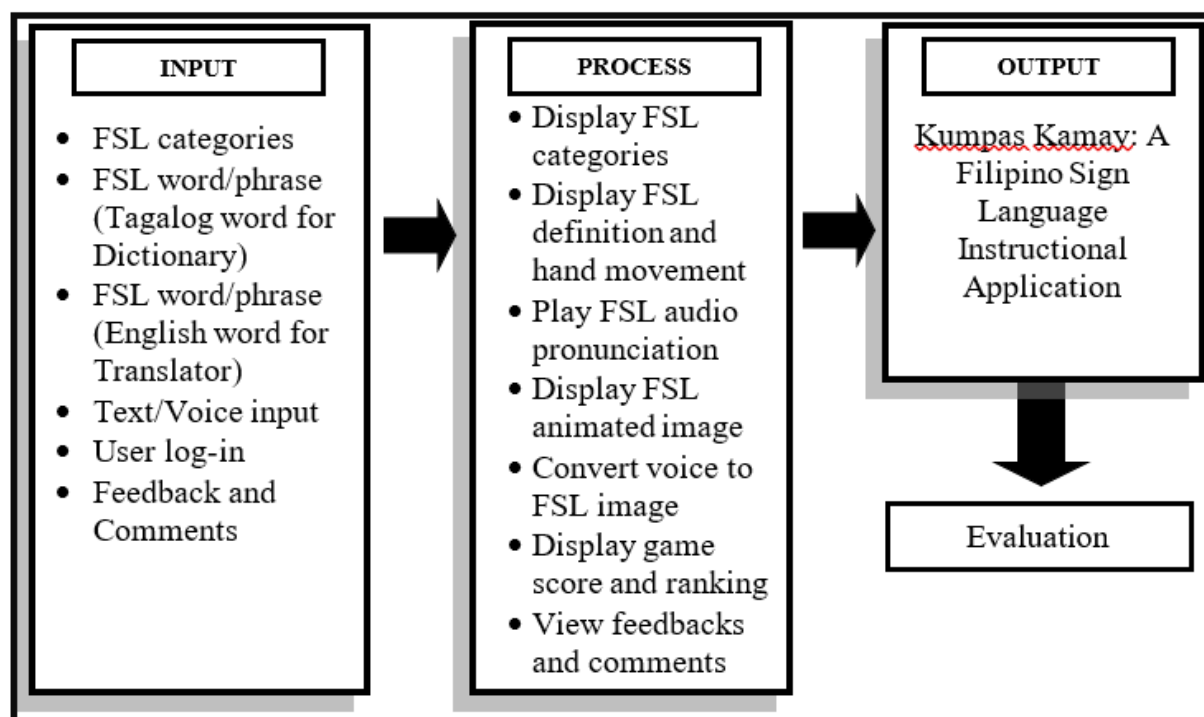 INPUT
• FSL categories
• FSL word/phrase
(Tagalog word for
Dictionary)
• FSL word/phrase
(English word for
Translator)
• Text/Voice input
• User log-in
• Feedback and
Comments
PROCESS
• Display FSL
categories
• Display FSL
definition and
hand movement
• Play FSL audio
pronunciation
• Display FSL
animated image
• Convert voice to
FSL image
• Display game
score and ranking
• View feedbacks
and comments
OUTPUT
Kumpas Kamay: A
Filipino Sign
Language
Instructional
Application
Evaluation